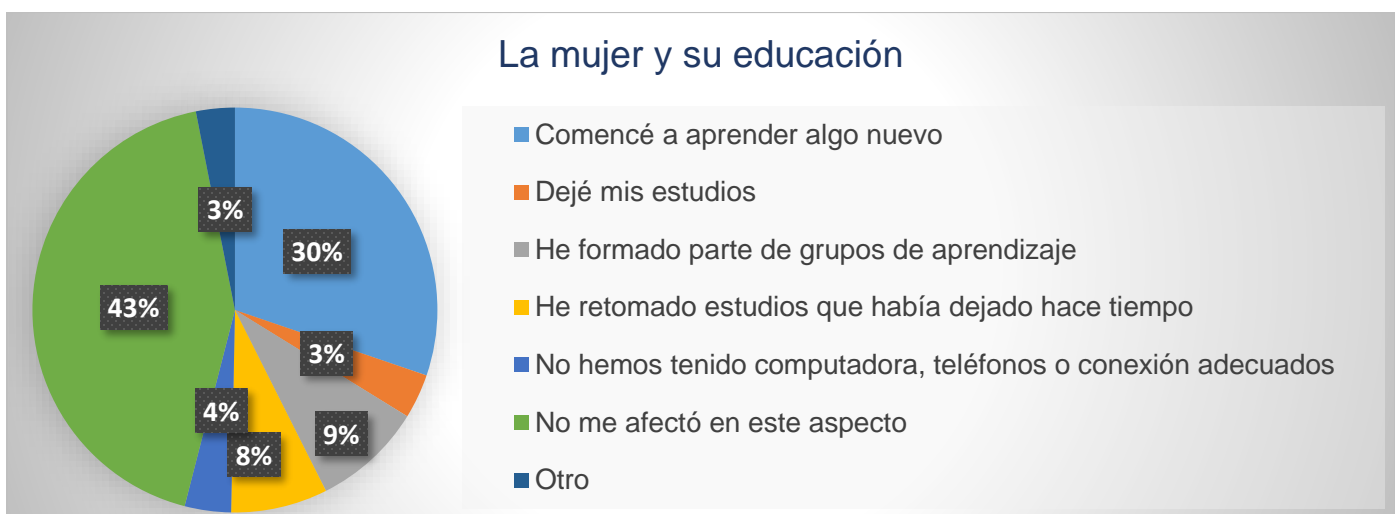 La mujer y su educación
Comencé a aprender algo nuevo
Dejé mis estudios
He formado parte de grupos de aprendizaje
He retomado estudios que había dejado hace tiempo
No hemos tenido computadora, teléfonos o conexión adecuados
No me afectó en este aspecto
Otro
3%
30%
43%
3%
4%
9%
8%